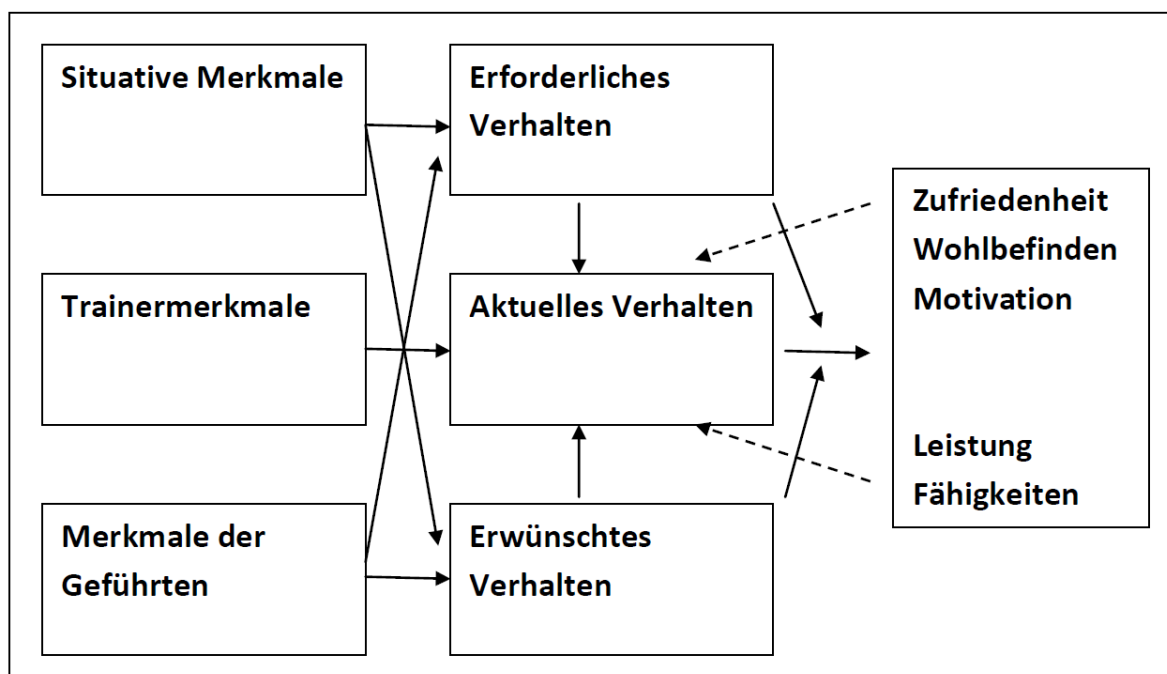 Situative Merkmale
Erforderliches
Verhalten
Zufriedenheit
Wohlbefinden
Motivation
Trainermerkmale
Aktuelles Verhalten
Leistung
Fähigkeiten
Merkmale der
Geführten
Erwünschtes
Verhalten